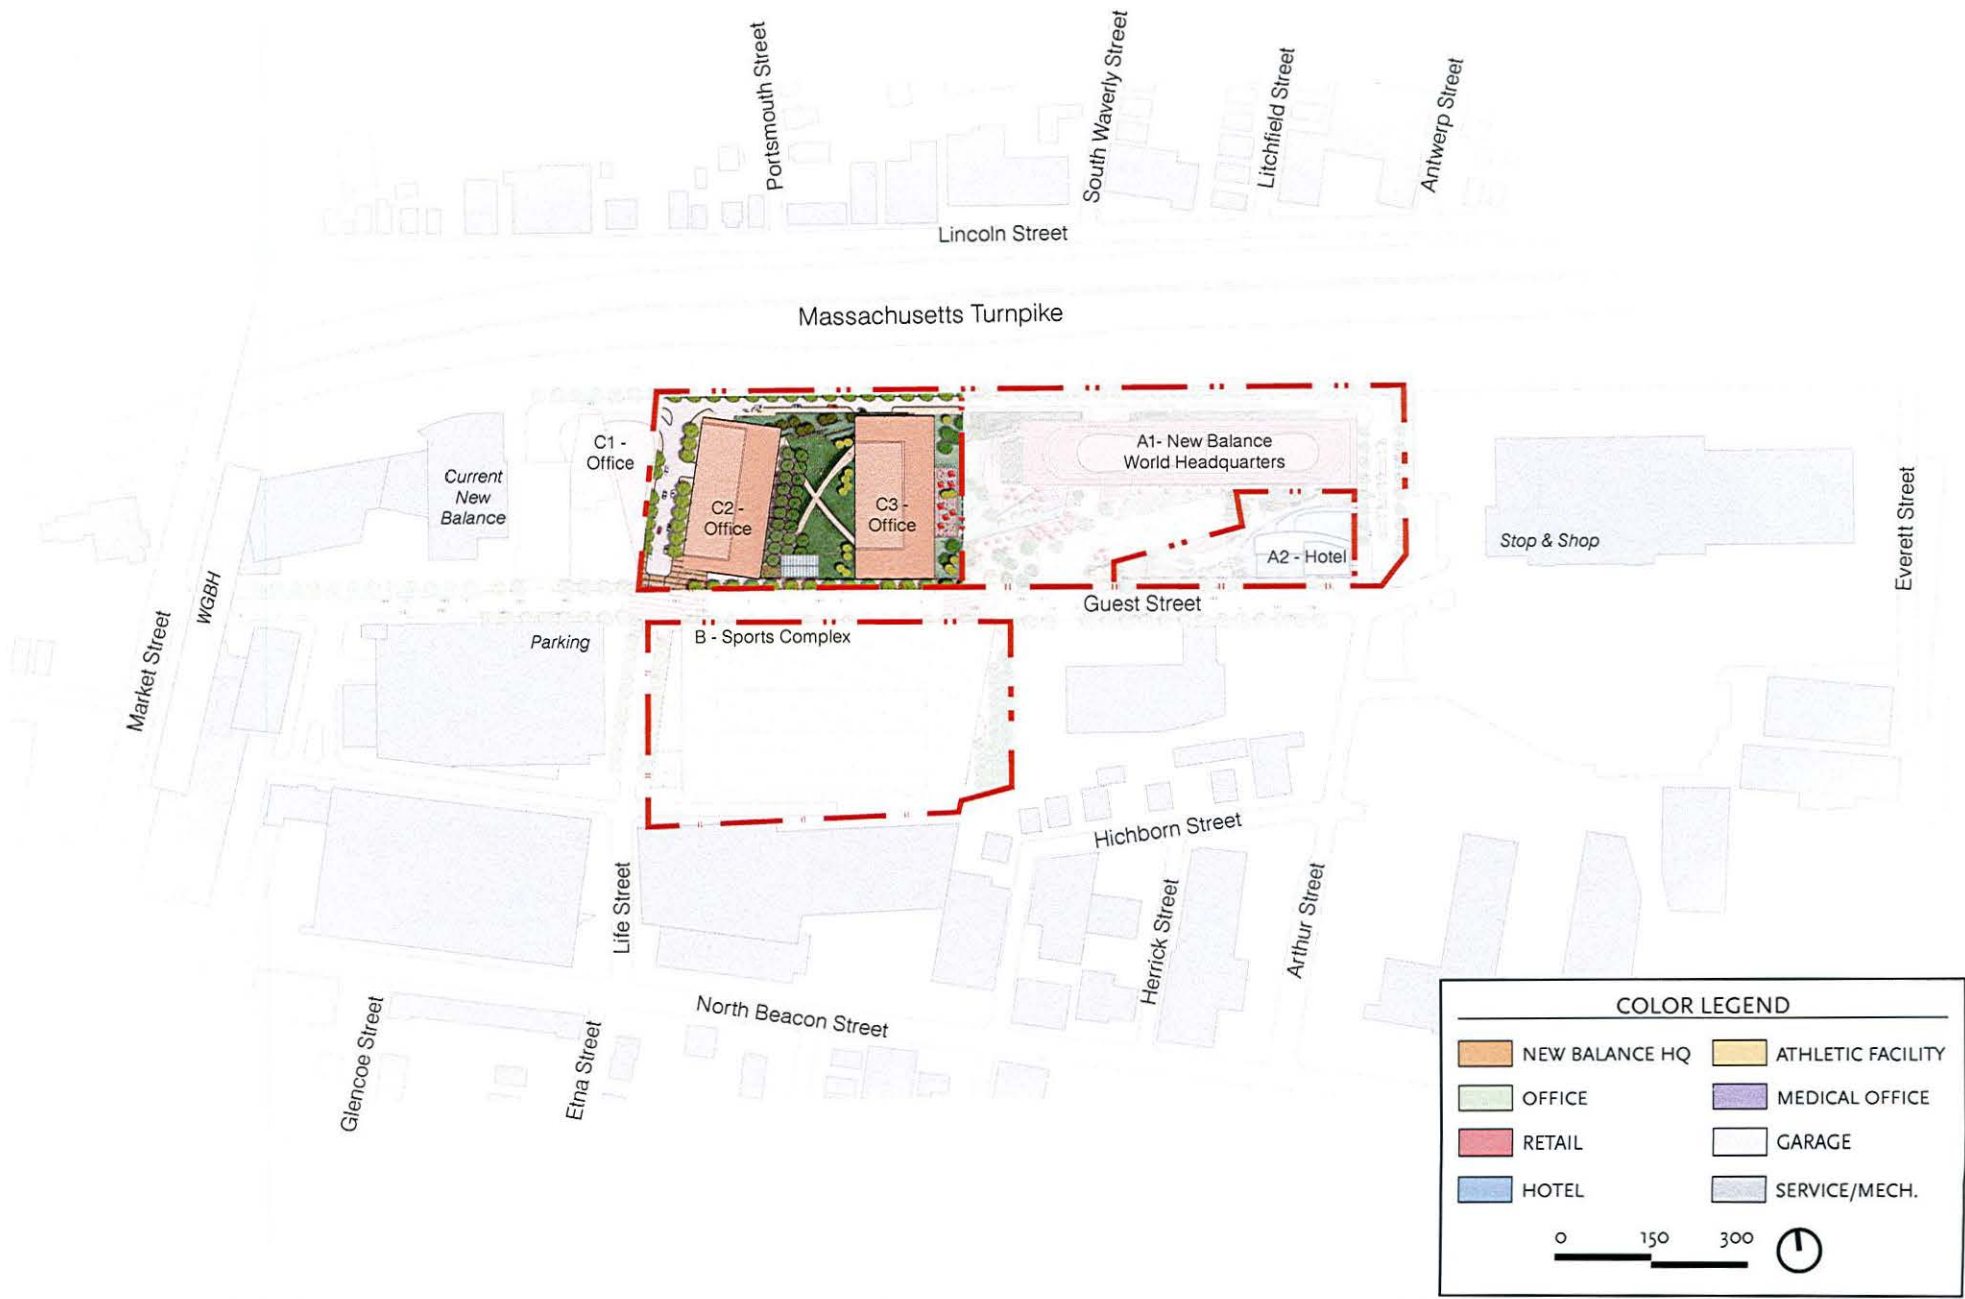 Portsmouth Street
South Waverly Street
Litchfield Street
Antwerp Street
Lincoln Street
Massachusetts Turnpike
C1 -
Office
Current
New
Balance
C2 -
Office
C3 -
Office
A1- New Balance
World Headquarters
A2 - Hotel
Stop & Shop
Everett Street
Guest Street
WGBH
Market Street
Parking
B - Sports Complex
Hichborn Street
Life Street
Herrick Street
Arthur Street
North Beacon Street
Glencoe Street
Etna Street
COLOR LEGEND
NEW BALANCE HQ
ATHLETIC FACILITY
OFFICE
MEDICAL OFFICE
RETAIL
GARAGE
HOTEL
SERVICE/MECH.
0 150 300